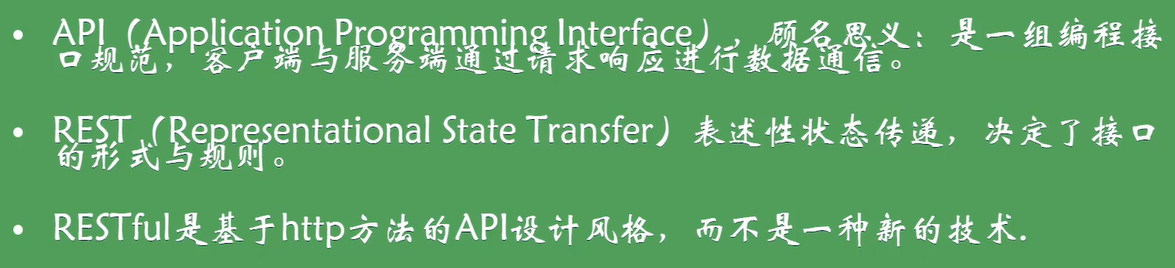 • API（Application Programming Interface），顾名思义：是一组编程接
口规范，客户端与服务端通过请求响应进行数据通信。
• REST（Representational State Transfer）表述性状态传递，决定了接口
的形式与规则。
• RESTful是基于http方法的API设计风格，而不是一种新的技术.